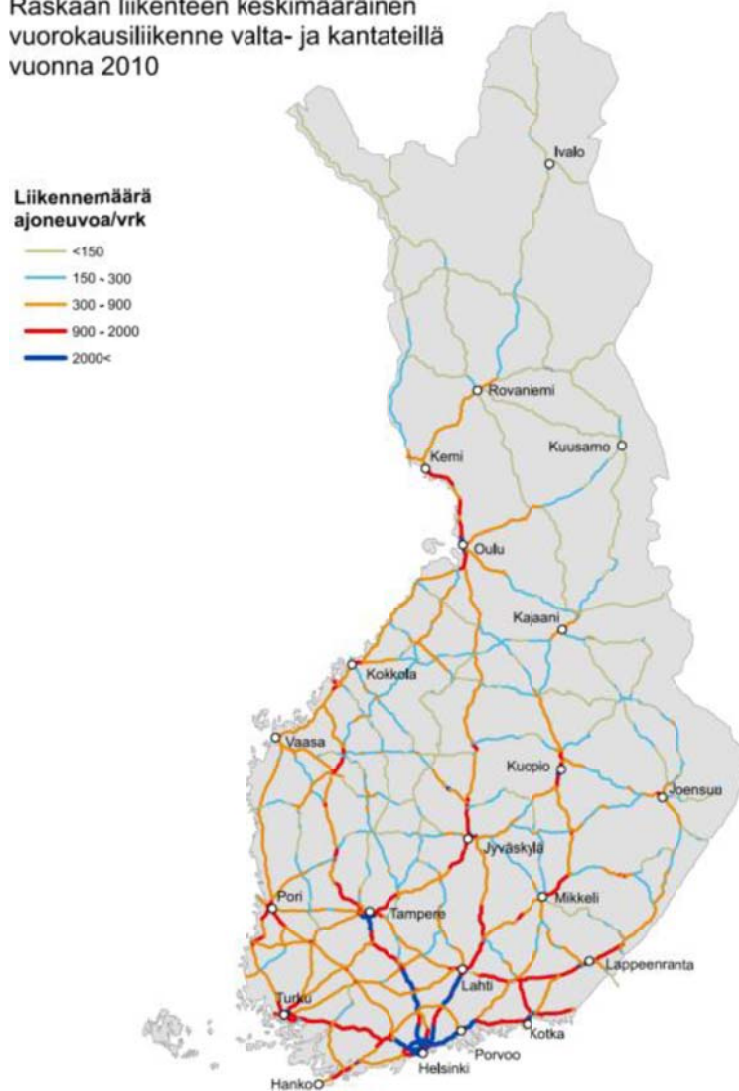 Raskaan liikenteen keskimääräinen
vuorokausiliikenne valta- ja kantateillä
vuonna 2010
Liikennemäärä
ajoneuvoa/vrk
<150
150 - 300
300 - 900
900 - 2000
2000<
Ivalo
Rovaniemi
Kuusamo
Kemi
Oulu
Kajaani
Kokkola
Vaasa
Kuopio
Joensuu
Jyväskylä
Mikkeli
Pori
Tampere
Lappeenranta
Lahti
Turku
Kotka
Porvoo
Helsinki
Hanko